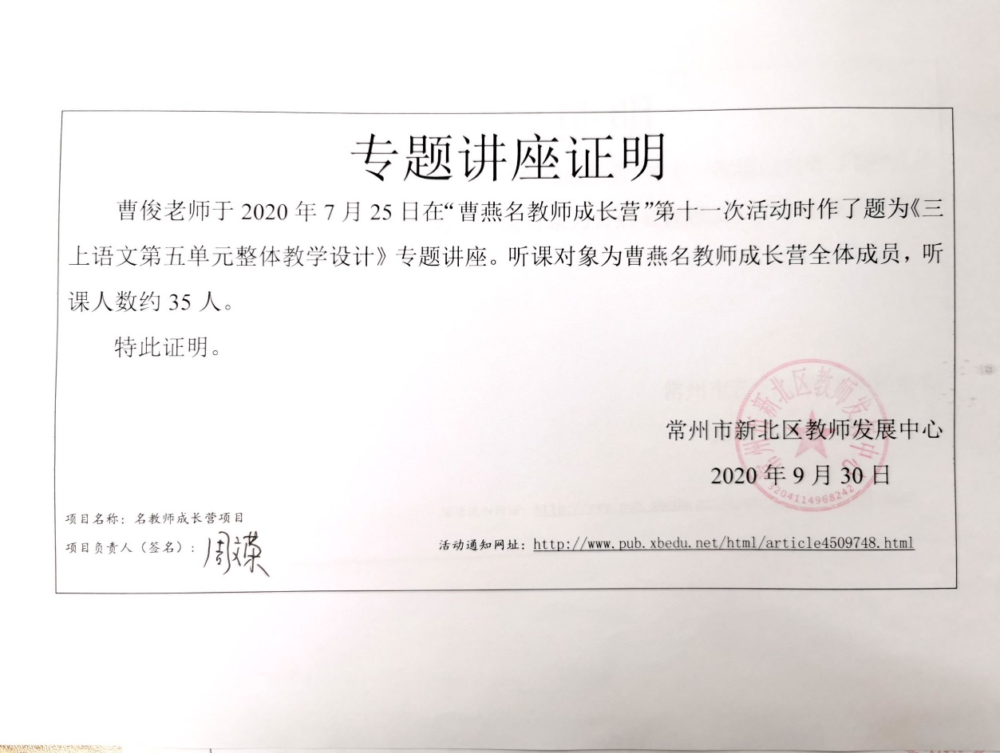 专题讲座证明
曹俊老师于 2020 年 7 月 25 日在“曹燕名教师成长营”第十一次活动时作了题为《三
上语文第五单元整体教学设计》专题讲座。听课对象为曹燕名教师成长营全体成员，听
课人数约 35 人。
特此证明。
常州市新北区教师发展中心
常州市新北区教师发展中心
2020 年 9 月 30 日
3204114968242
项目名称：名教师成长营项目
项目负责人（签名）：周文荣
活动通知网址：http://www.pub.xbedu.net/html/article4509748.html